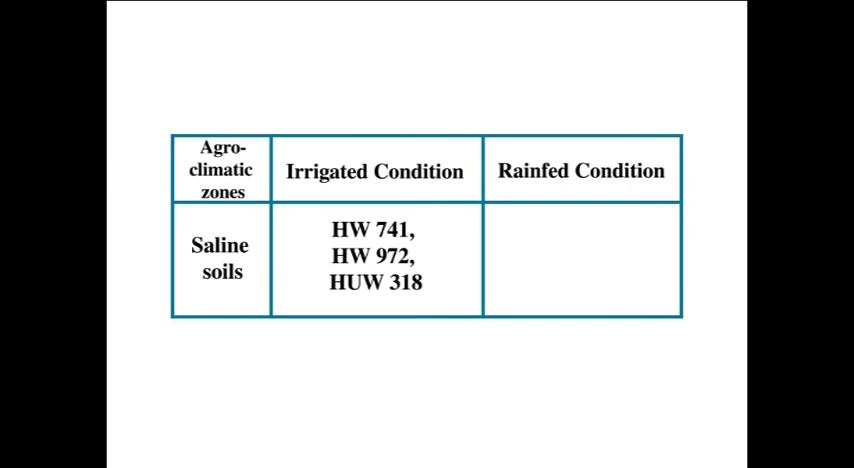 Agro-
climatic
zones
Irrigated Condition
Rainfed Condition
Saline
soils
HW 741,
HW 972,
HUW 318